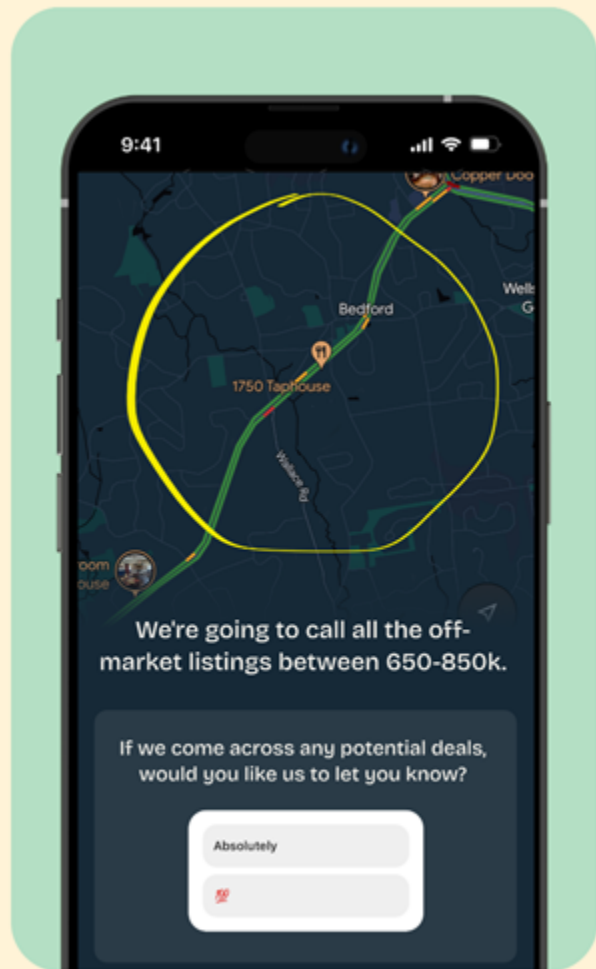 9:41
Copper Doo
Wells
G
Bedford
1750 Taphouse
Wallace Rd
oom
ouse
We're going to call all the off-
market listings between 650-850k.
If we come across any potential deals,
would you like us to let you know?
Absolutely
💯